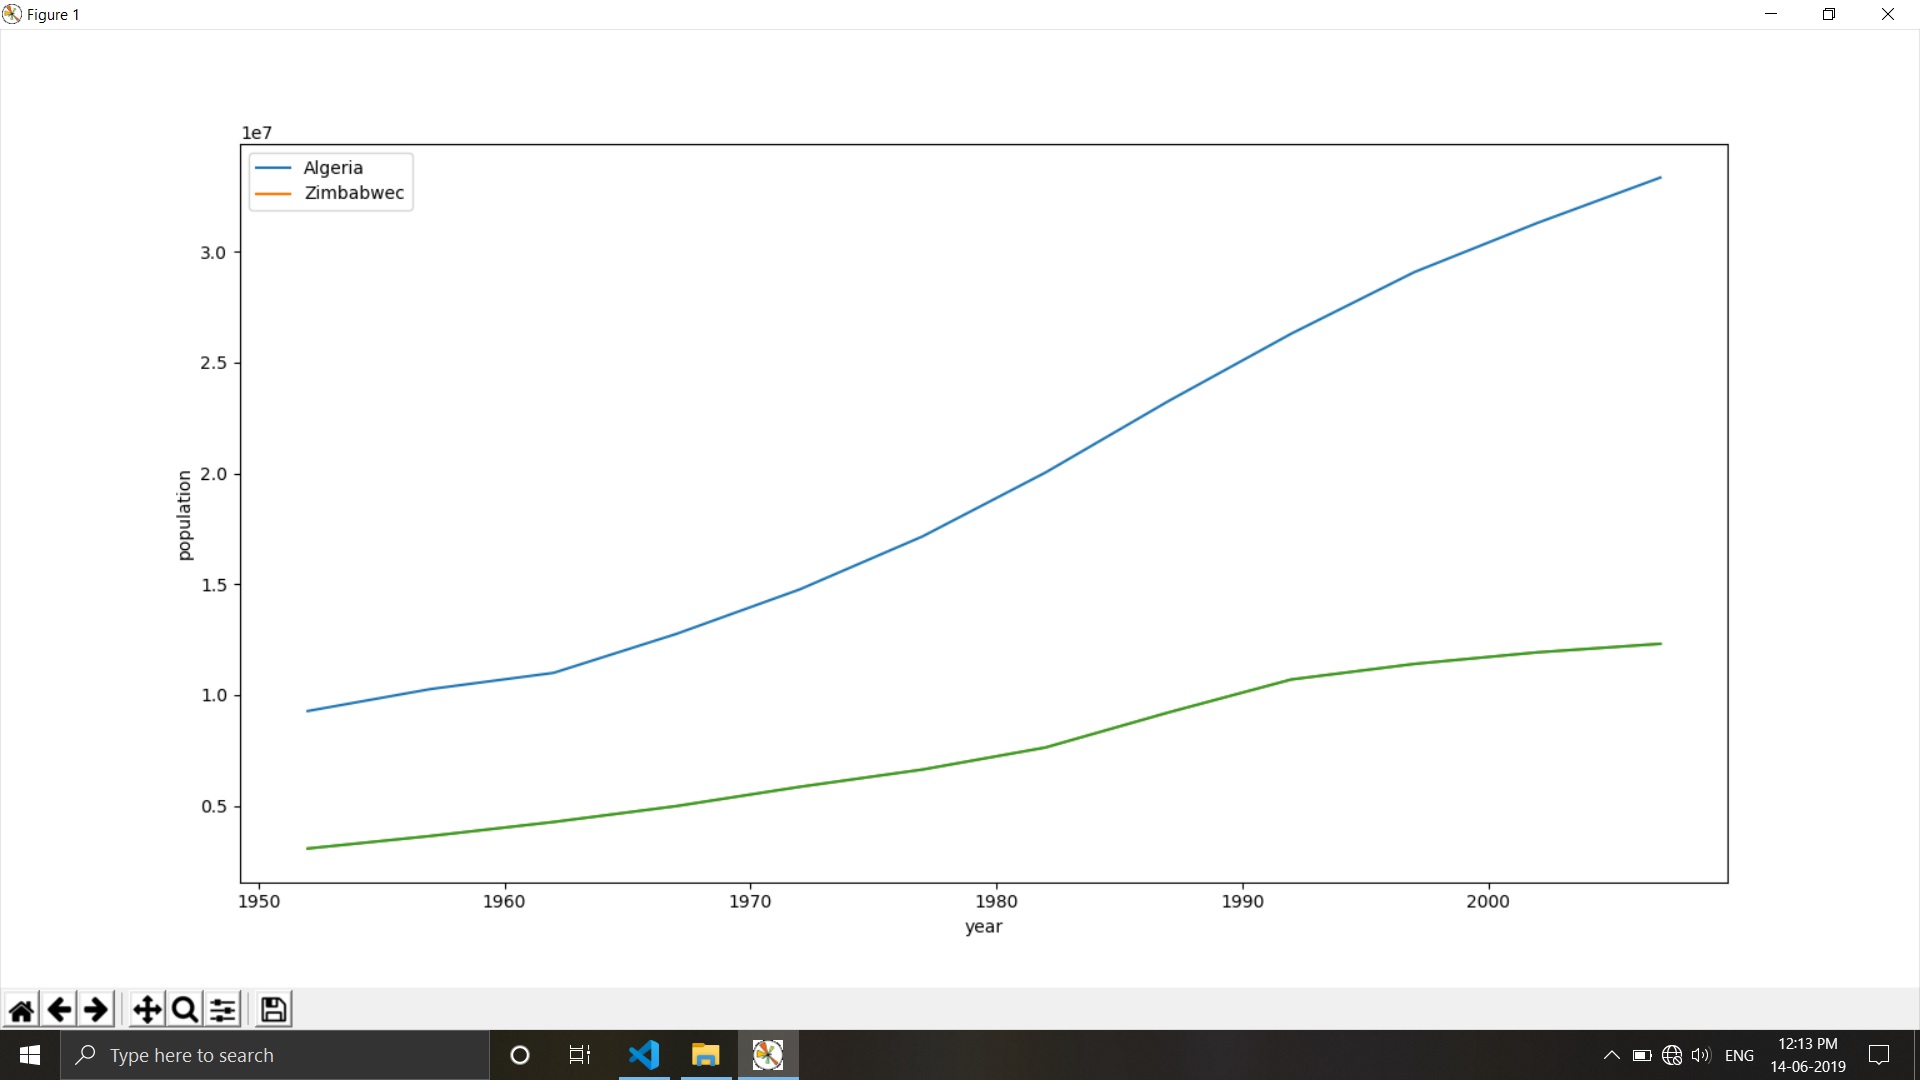 Figure 1
1e7
Algeria
Zimbabwec
3.0
2.5
2.0
1.5
1.0
0.5
population
1950 1960 1970 1980 1990 2000
year
Type here to search
ENG
12:13 PM
14-06-2019